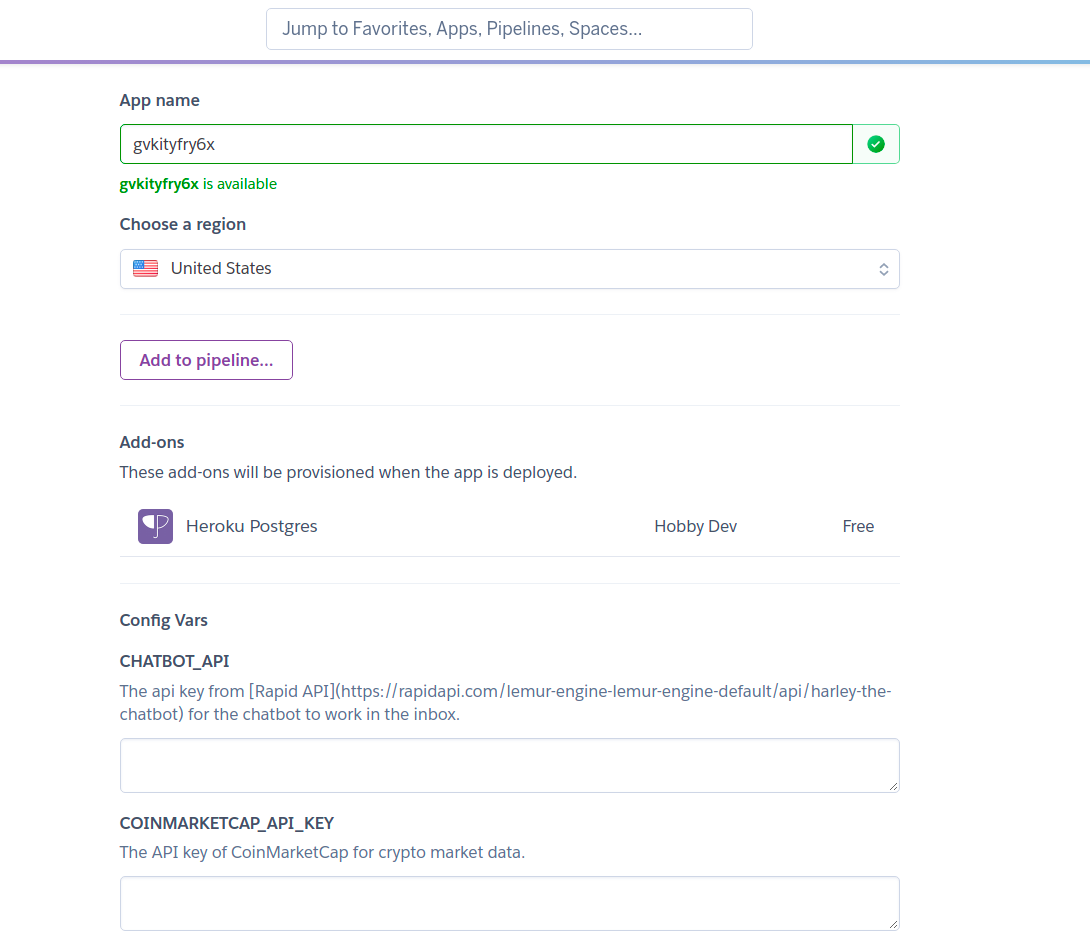 Jump to Favorites, Apps, Pipelines, Spaces...
App name
gvkityfry6x
gvkityfry6x is available
Choose a region
United States
Add to pipeline...
Add-ons
These add-ons will be provisioned when the app is deployed.
Heroku Postgres Hobby Dev Free
Config Vars
CHATBOT_API
The api key from [Rapid API](https://rapidapi.com/lemur-engine-lemur-engine-default/api/harley-the-
chatbot) for the chatbot to work in the inbox.
COINMARKETCAP_API_KEY
The API key of CoinMarketCap for crypto market data.